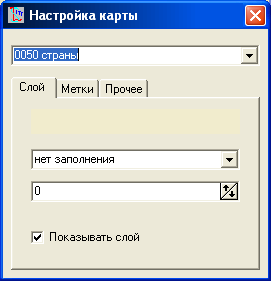 Настройка карты
0050 страны
Слой Метки Прочее
нет заполнения
0
Показывать слой